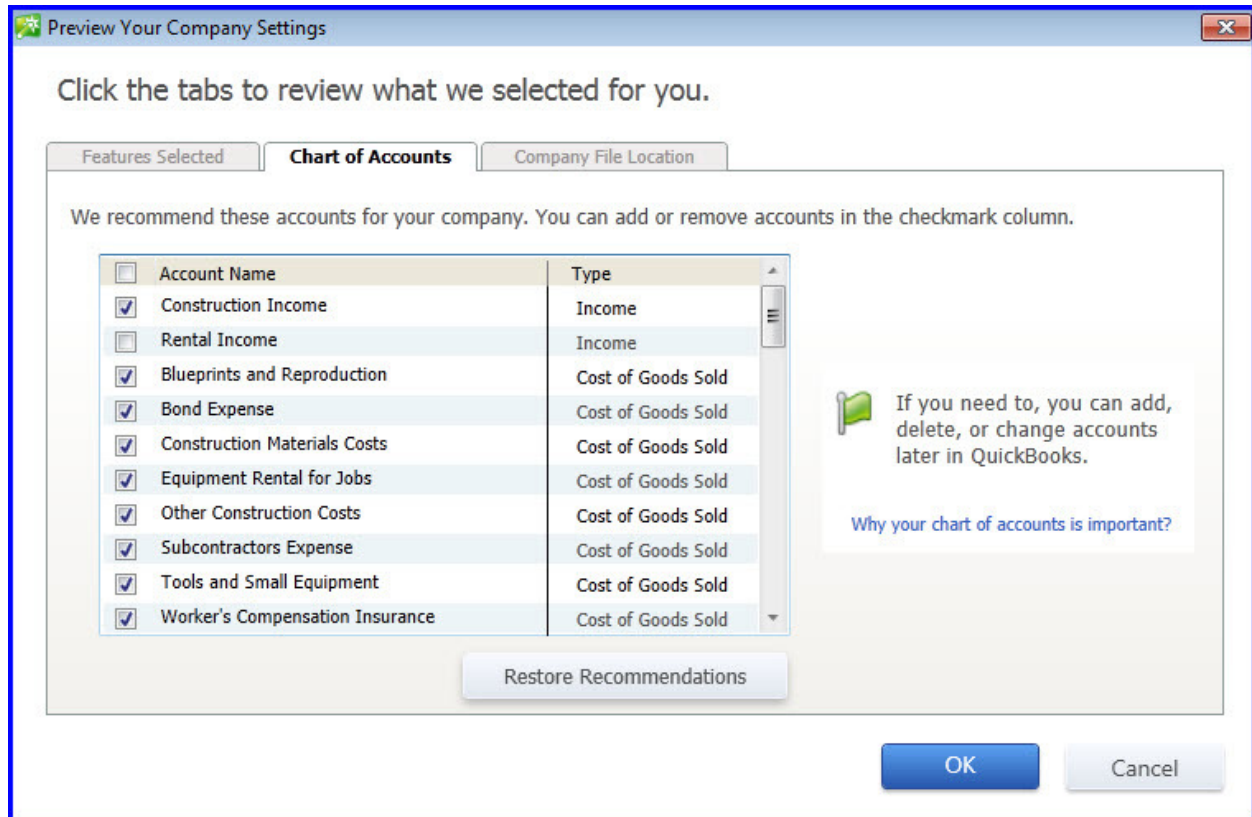 Preview Your Company Settings
Click the tabs to review what we selected for you.
Features Selected Chart of Accounts Company File Location
We recommend these accounts for your company. You can add or remove accounts in the checkmark column.
Account Name Type
Construction Income Income
Rental Income Income
Blueprints and Reproduction Cost of Goods Sold
Bond Expense Cost of Goods Sold
Construction Materials Costs Cost of Goods Sold
Equipment Rental for Jobs Cost of Goods Sold
Other Construction Costs Cost of Goods Sold
Subcontractors Expense Cost of Goods Sold
Tools and Small Equipment Cost of Goods Sold
Worker's Compensation Insurance Cost of Goods Sold
If you need to, you can add,
delete, or change accounts
later in QuickBooks.
Why your chart of accounts is important?
Restore Recommendations
OK Cancel